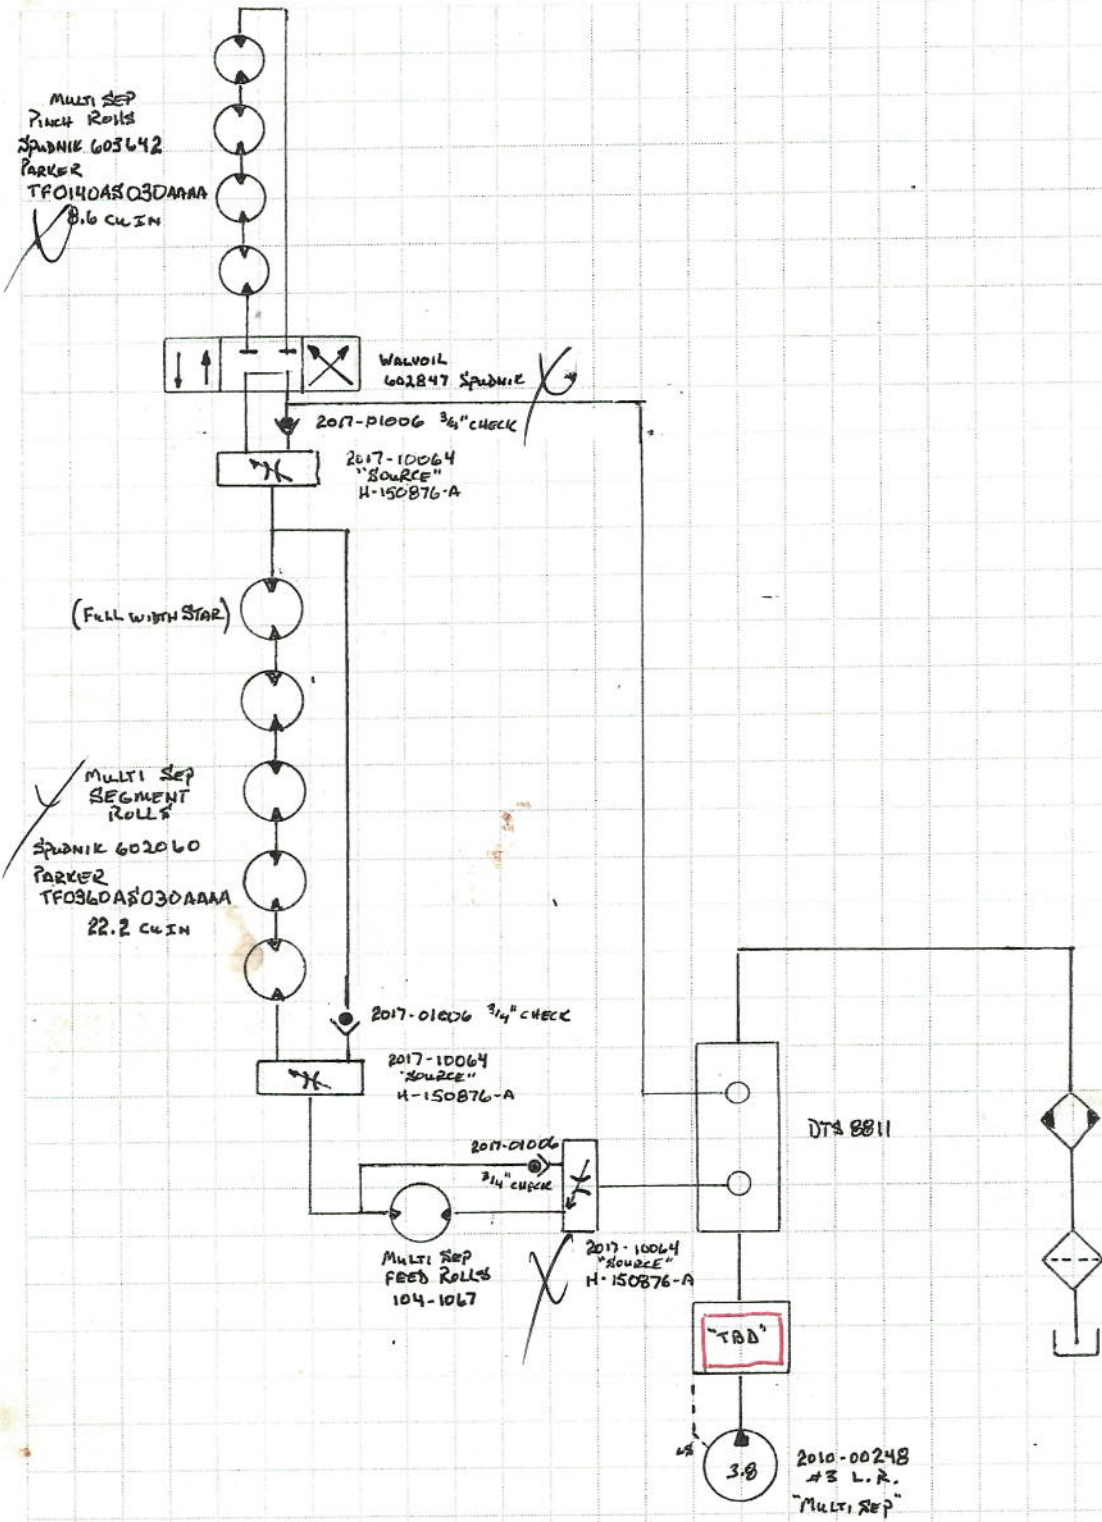 MULTI SEP
PINCH ROLLS
SPUDNIK 603642
PARKER
TF0140AS030AAAA
8.6 CU IN
WALVOIL
602847 SPUDNIK
2017-01006 3/4" CHECK
2017-10064
"SOURCE"
H-150876-A
(FULL WIDTH STAR)
MULTI SEP
SEGMENT
ROLLS
SPUDNIK 602060
PARKER
TF0360AS030AAAA
22.2 CU IN
2017-01006 3/4" CHECK
2017-10064
"SOURCE"
H-150876-A
DTS 8811
2017-01006
3/4" CHECK
MULTI SEP
FEED ROLLS
104-1067
2017-10064
"SOURCE"
H-150876-A
"TBD"
LS
3.8
2010-00248
#3 L.R.
"MULTI SEP"